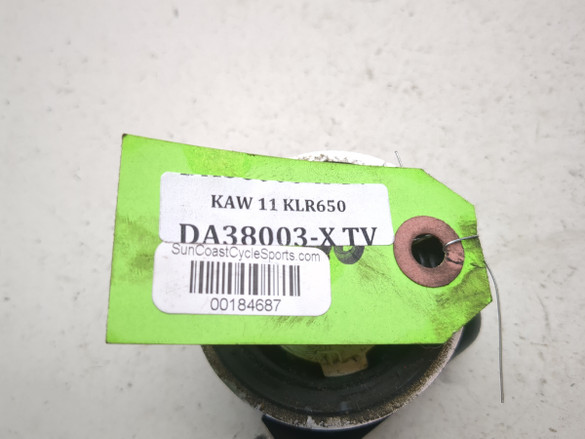 KAW 11 KLR650
DA38003-X TV
SunCoastCycleSports.com
00184687